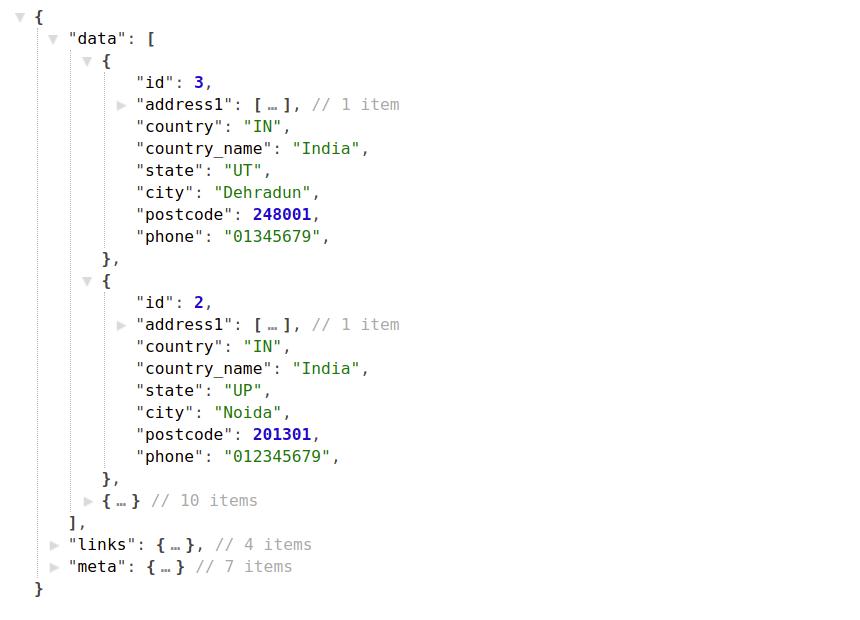 {
"data": [
{
"id": 3,
"address1": [ … ], // 1 item
"country": "IN",
"country_name": "India",
"state": "UT",
"city": "Dehradun",
"postcode": 248001,
"phone": "01345679",
},
{
"id": 2,
"address1": [ … ], // 1 item
"country": "IN",
"country_name": "India",
"state": "UP",
"city": "Noida",
"postcode": 201301,
"phone": "012345679",
},
{ … } // 10 items
],
"links": { … }, // 4 items
"meta": { … } // 7 items
}